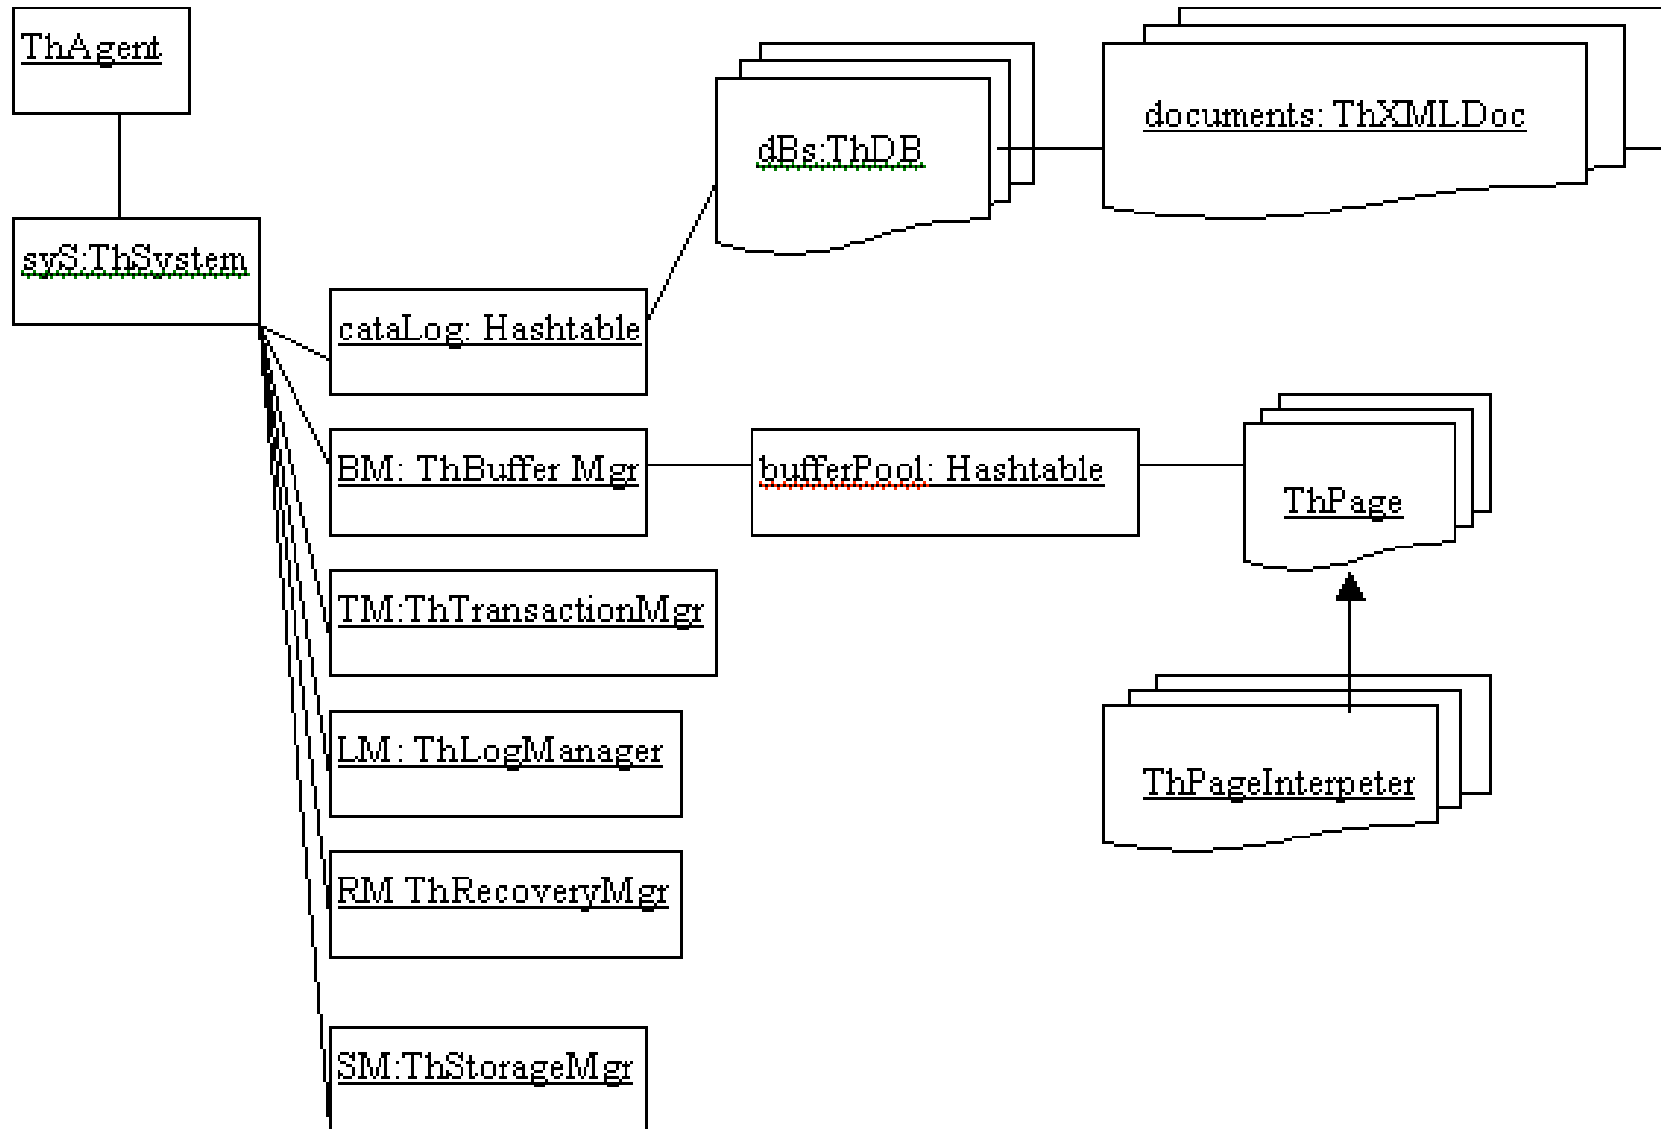 ThAgent
dBs:ThDB
documents: ThXMLDoc
syS:ThSystem
cataLog: Hashtable
BM: ThBuffer Mgr
bufferPool: Hashtable
ThPage
TM:ThTransactionMgr
LM: ThLogManager
ThPageInterpeter
RM ThRecoveryMgr
SM:ThStorageMgr